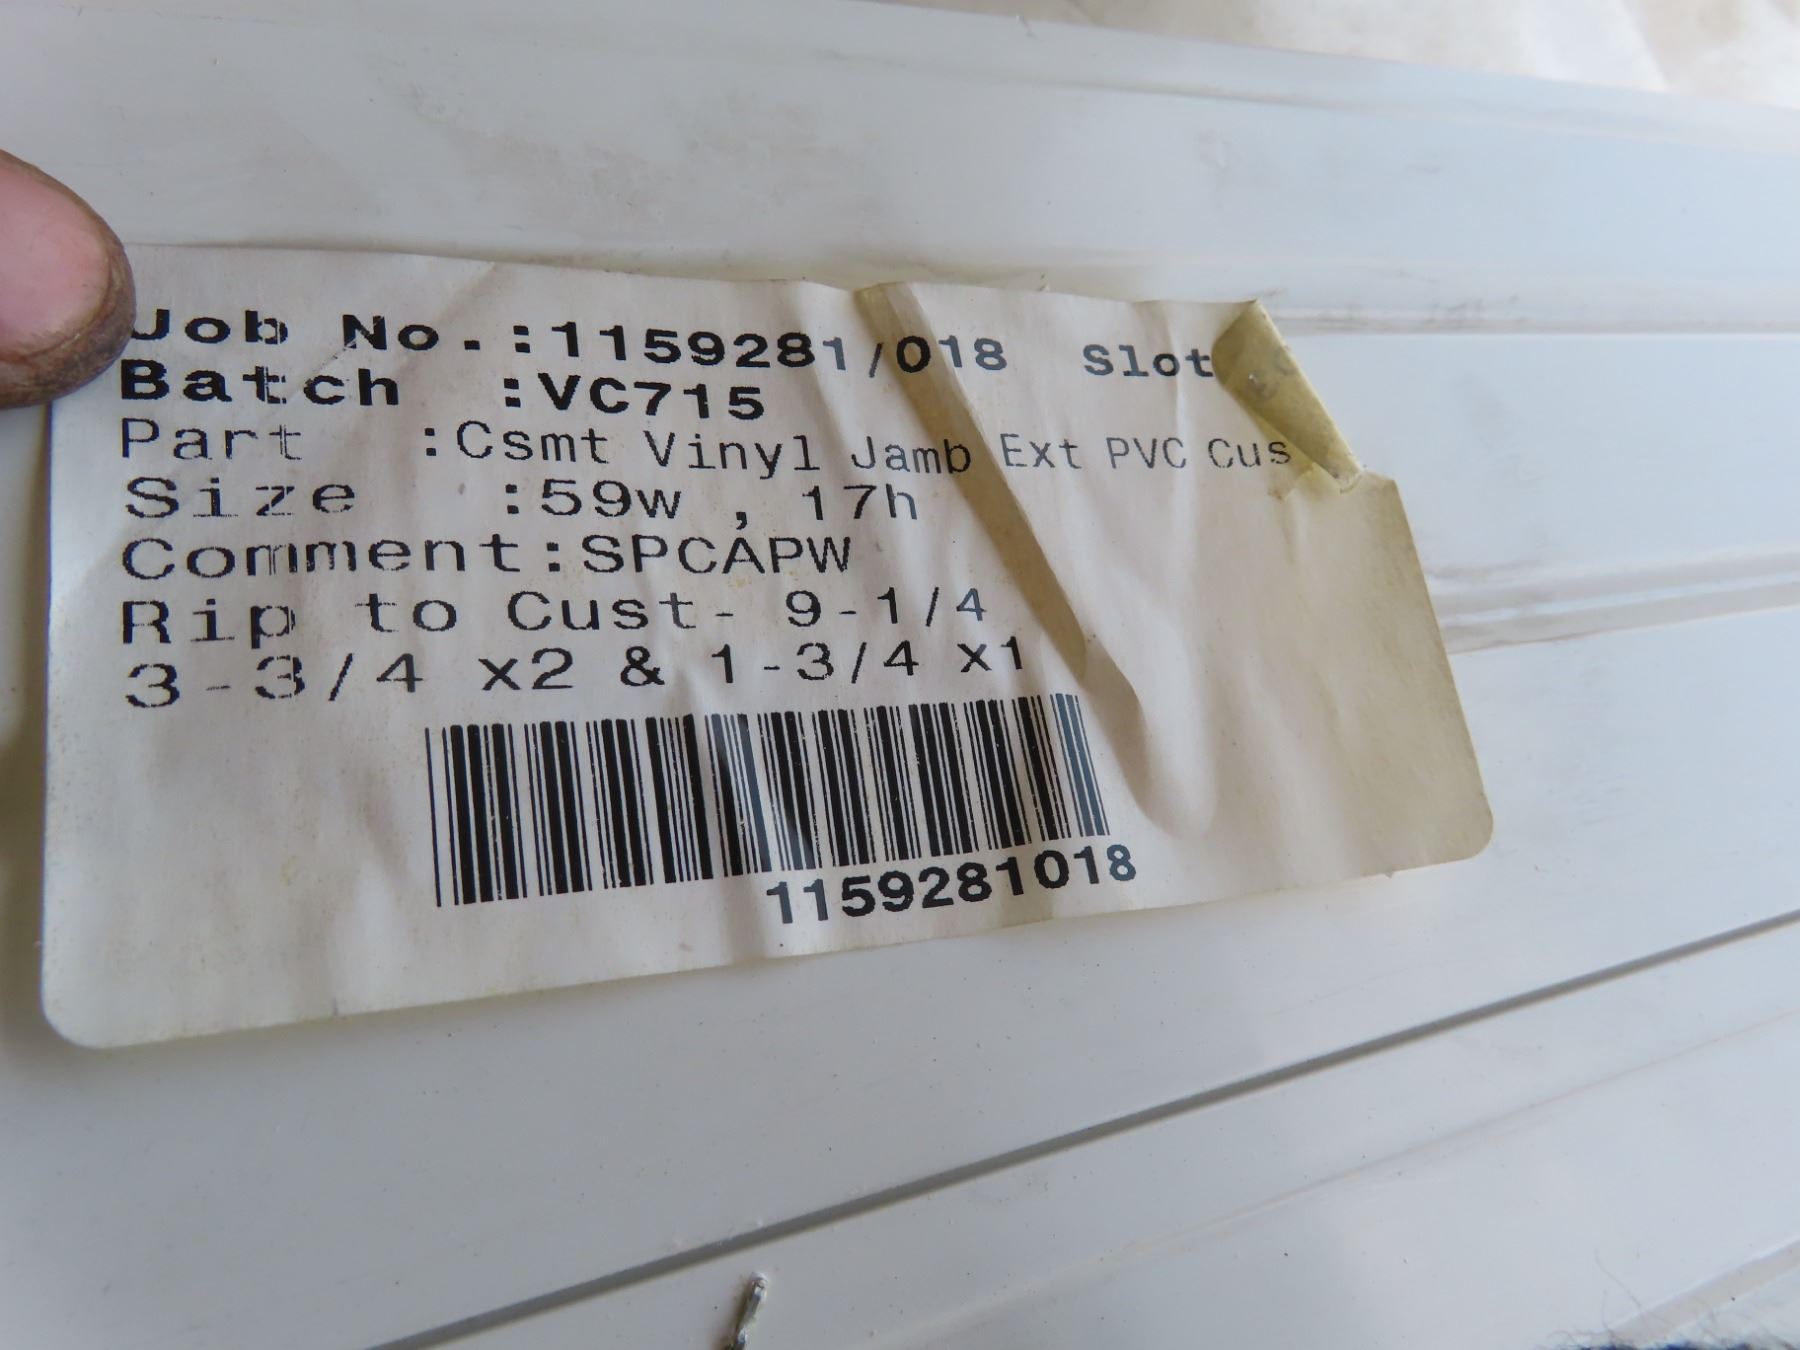 Job No.:1159281/018 Slot
Batch :VC715
Part :Csmt Vinyl Jamb Ext PVC Cus
Size :59w , 17h
Comment:SPCAPW
Rip to Cust- 9-1/4
3-3/4 x2 & 1-3/4 x1
1159281018